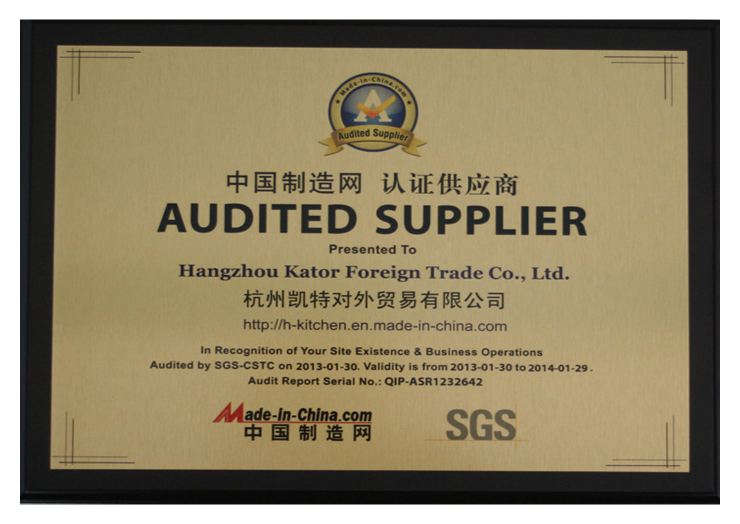 Made-in-China.com
Audited Supplier
中国制造网 认证供应商
AUDITED SUPPLIER
Presented To
Hangzhou Kator Foreign Trade Co., Ltd.
杭州凯特对外贸易有限公司
http://h-kitchen.en.made-in-china.com
In Recognition of Your Site Existence & Business Operations
Audited by SGS-CSTC on 2013-01-30. Validity is from 2013-01-30 to 2014-01-29.
Audit Report Serial No.: QIP-ASR1232642
Made-in-China.com
中国制造网
SGS